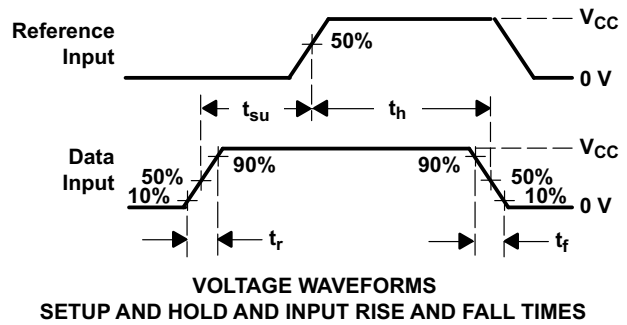 Reference
Input
50%
V_CC
0 V
t_su
t_h
Data
Input
50%
10%
90%
90%
V_CC
50%
10%
0 V
t_r
t_f
VOLTAGE WAVEFORMS
SETUP AND HOLD AND INPUT RISE AND FALL TIMES